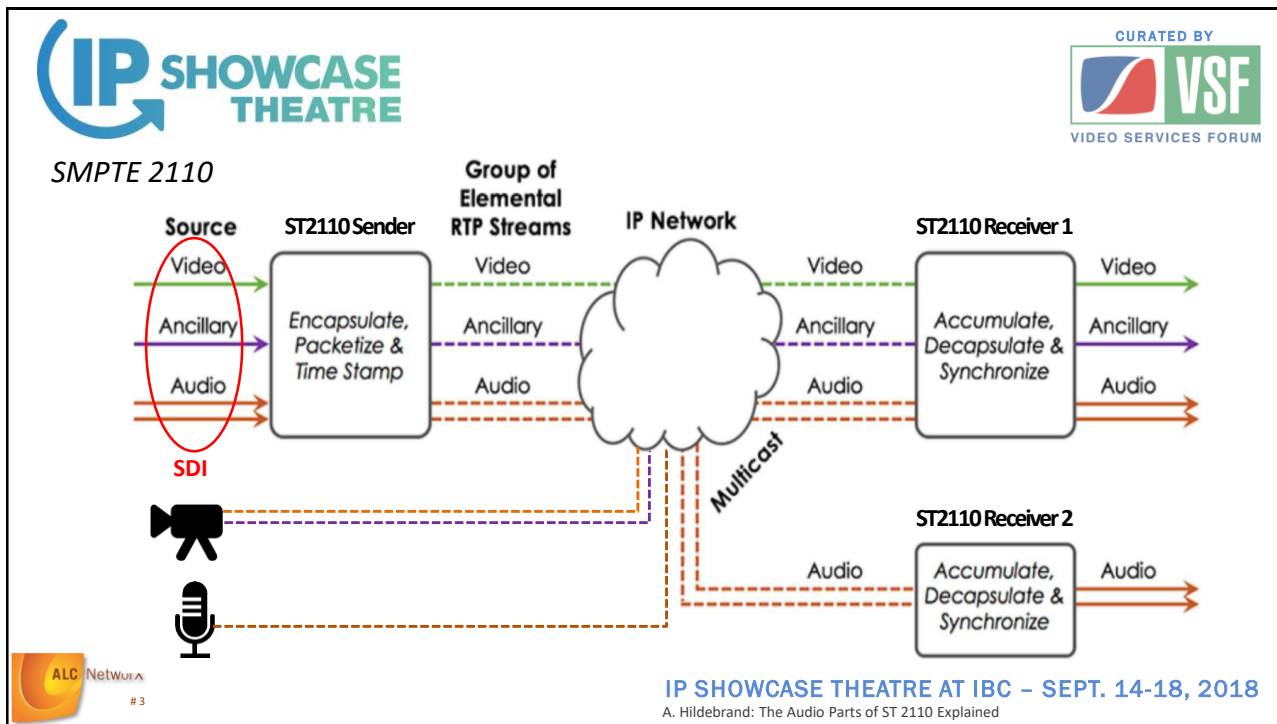 IP SHOWCASE
THEATRE
CURATED BY
VSF
VIDEO SERVICES FORUM
SMPTE 2110
Group of
Elemental
RTP Streams
Source
ST2110 Sender
IP Network
ST2110 Receiver 1
Video
Video
Video
Video
Ancillary
Encapsulate,
Packetize &
Time Stamp
Ancillary
Ancillary
Accumulate,
Decapsulate &
Synchronize
Ancillary
Audio
Audio
Audio
Audio
SDI
Multicast
ST2110 Receiver 2
Audio
Accumulate,
Decapsulate &
Synchronize
Audio
ALC NetworX
# 3
IP SHOWCASE THEATRE AT IBC – SEPT. 14-18, 2018
A. Hildebrand: The Audio Parts of ST 2110 Explained